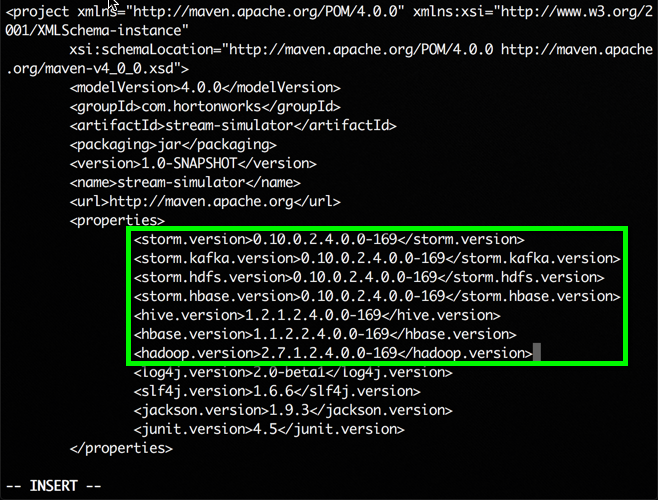 <project xmlns="http://maven.apache.org/POM/4.0.0" xmlns:xsi="http://www.w3.org/2
001/XMLSchema-instance"
xsi:schemaLocation="http://maven.apache.org/POM/4.0.0 http://maven.apache
.org/maven-v4_0_0.xsd">
<modelVersion>4.0.0</modelVersion>
<groupId>com.hortonworks</groupId>
<artifactId>stream-simulator</artifactId>
<packaging>jar</packaging>
<version>1.0-SNAPSHOT</version>
<name>stream-simulator</name>
<url>http://maven.apache.org</url>
<properties>
<storm.version>0.10.0.2.4.0.0-169</storm.version>
<storm.kafka.version>0.10.0.2.4.0.0-169</storm.kafka.version>
<storm.hdfs.version>0.10.0.2.4.0.0-169</storm.hdfs.version>
<storm.hbase.version>0.10.0.2.4.0.0-169</storm.hbase.version>
<hive.version>1.2.1.2.4.0.0-169</hive.version>
<hbase.version>1.1.2.2.4.0.0-169</hbase.version>
<hadoop.version>2.7.1.2.4.0.0-169</hadoop.version>
<log4j.version>2.0-beta1</log4j.version>
<slf4j.version>1.6.6</slf4j.version>
<jackson.version>1.9.3</jackson.version>
<junit.version>4.5</junit.version>
</properties>
-- INSERT --